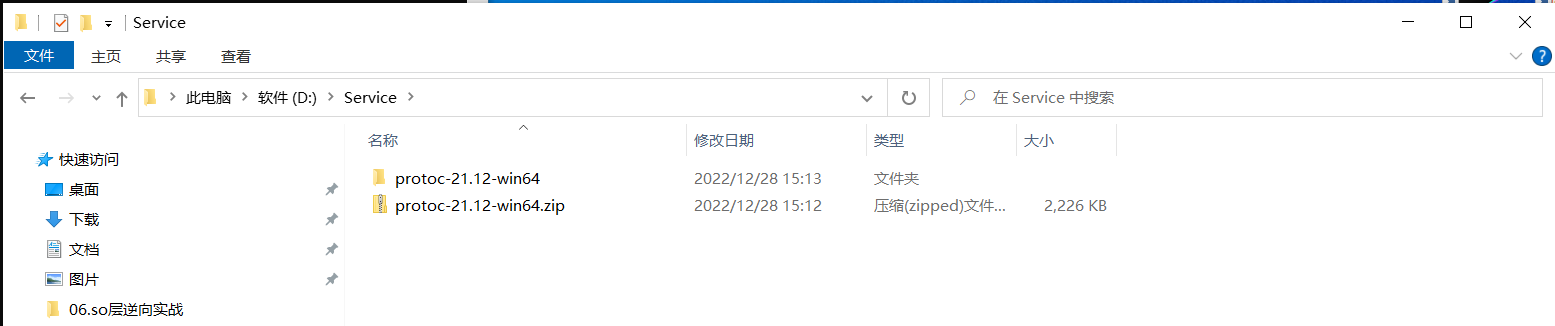 Service
文件 主页 共享 查看
此电脑 软件 (D:) Service 在 Service 中搜索
名称 修改日期 类型 大小
快速访问
桌面
下载
文档
图片
06.so层逆向实战
protoc-21.12-win64 2022/12/28 15:13 文件夹
protoc-21.12-win64.zip 2022/12/28 15:12 压缩(zipped)文件... 2,226 KB